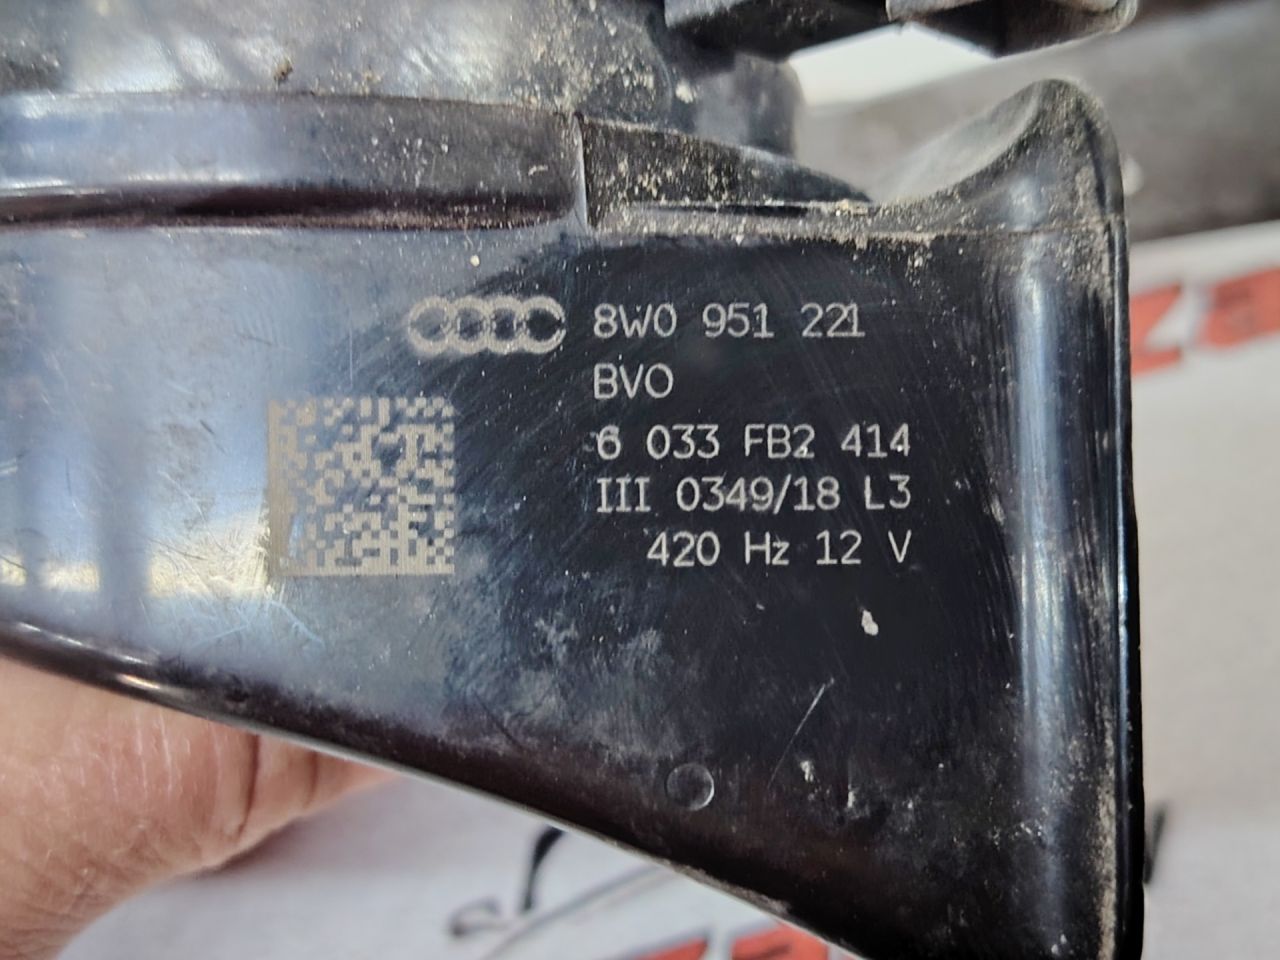 8W0 951 221
BVO
6 033 FB2 414
III 0349/18 L3
420 Hz 12 V